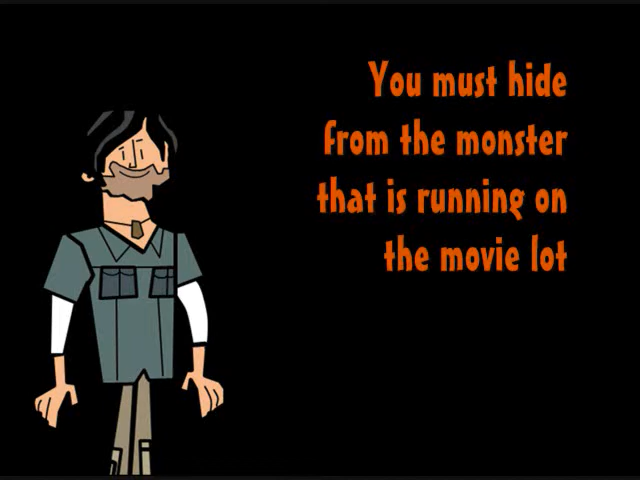 You must hide
from the monster
that is running on
the movie lot